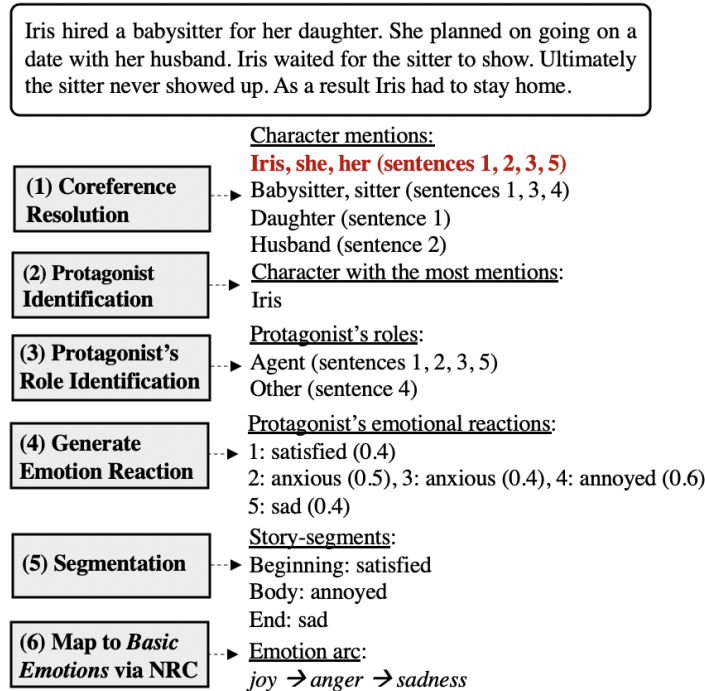 Iris hired a babysitter for her daughter. She planned on going on a
date with her husband. Iris waited for the sitter to show. Ultimately
the sitter never showed up. As a result Iris had to stay home.
(1) Coreference
Resolution
Character mentions:
Iris, she, her (sentences 1, 2, 3, 5)
Babysitter, sitter (sentences 1, 3, 4)
Daughter (sentence 1)
Husband (sentence 2)
(2) Protagonist
Identification
Character with the most mentions:
Iris
(3) Protagonist's
Role Identification
Protagonist's roles:
Agent (sentences 1, 2, 3, 5)
Other (sentence 4)
(4) Generate
Emotion Reaction
Protagonist's emotional reactions:
1: satisfied (0.4)
2: anxious (0.5), 3: anxious (0.4), 4: annoyed (0.6)
5: sad (0.4)
(5) Segmentation
Story-segments:
Beginning: satisfied
Body: annoyed
End: sad
(6) Map to Basic
Emotions via NRC
Emotion arc:
joy → anger → sadness